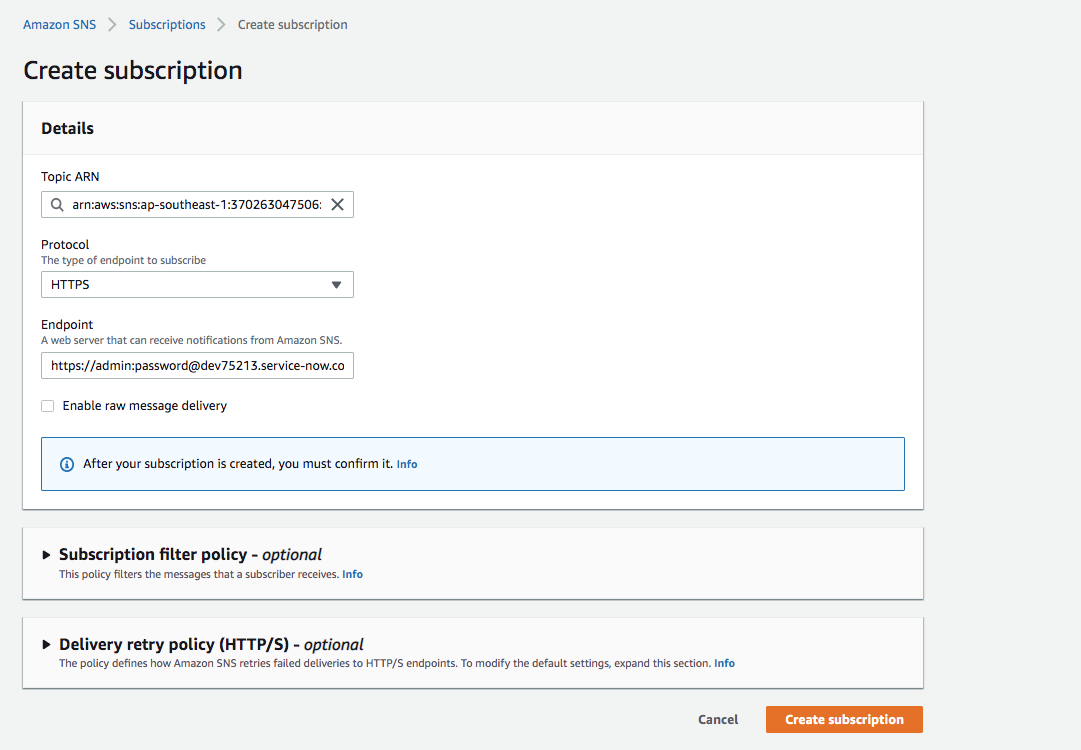 Amazon SNS > Subscriptions > Create subscription
Create subscription
Details
Topic ARN
arn:aws:sns:ap-southeast-1:370263047506:
Protocol
The type of endpoint to subscribe
HTTPS
Endpoint
A web server that can receive notifications from Amazon SNS.
https://admin:password@dev75213.service-now.co
Enable raw message delivery
After your subscription is created, you must confirm it. Info
Subscription filter policy - optional
This policy filters the messages that a subscriber receives. Info
Delivery retry policy (HTTP/S) - optional
The policy defines how Amazon SNS retries failed deliveries to HTTP/S endpoints. To modify the default settings, expand this section. Info
Cancel Create subscription